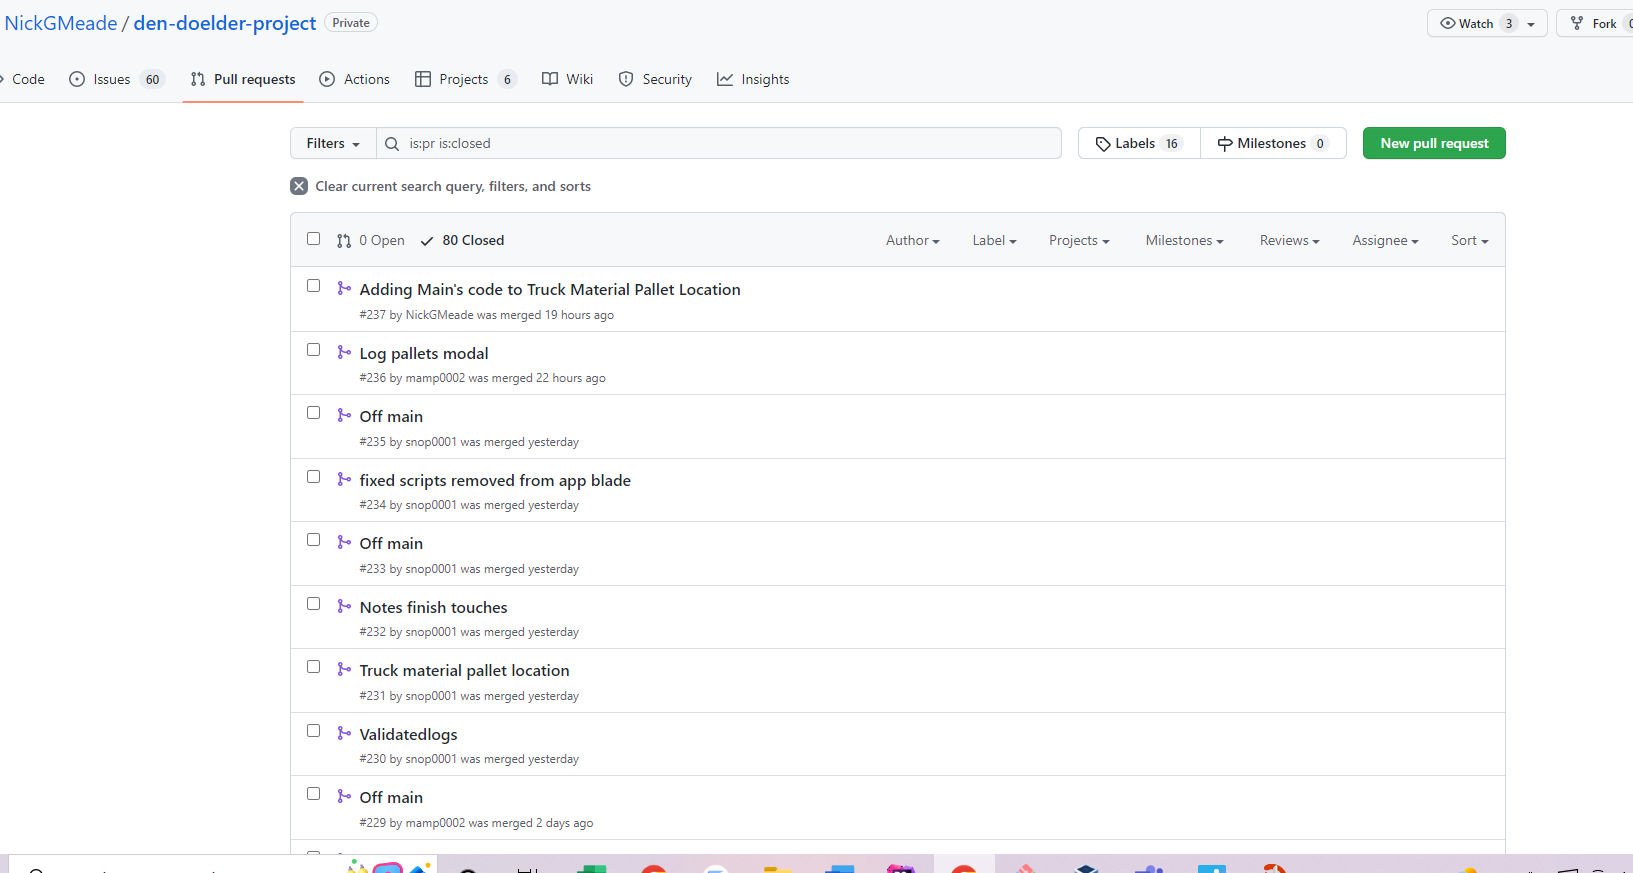 NickGMeade / den-doelder-project Private
Watch 3 Fork
Code Issues 60 Pull requests Actions Projects 6 Wiki Security Insights
Filters is:pr is:closed Labels 16 Milestones 0 New pull request
Clear current search query, filters, and sorts
0 Open 80 Closed Author Label Projects Milestones Reviews Assignee Sort
Adding Main's code to Truck Material Pallet Location
#237 by NickGMeade was merged 19 hours ago
Log pallets modal
#236 by mamp0002 was merged 22 hours ago
Off main
#235 by snop0001 was merged yesterday
fixed scripts removed from app blade
#234 by snop0001 was merged yesterday
Off main
#233 by snop0001 was merged yesterday
Notes finish touches
#232 by snop0001 was merged yesterday
Truck material pallet location
#231 by snop0001 was merged yesterday
Validatedlogs
#230 by snop0001 was merged yesterday
Off main
#229 by mamp0002 was merged 2 days ago